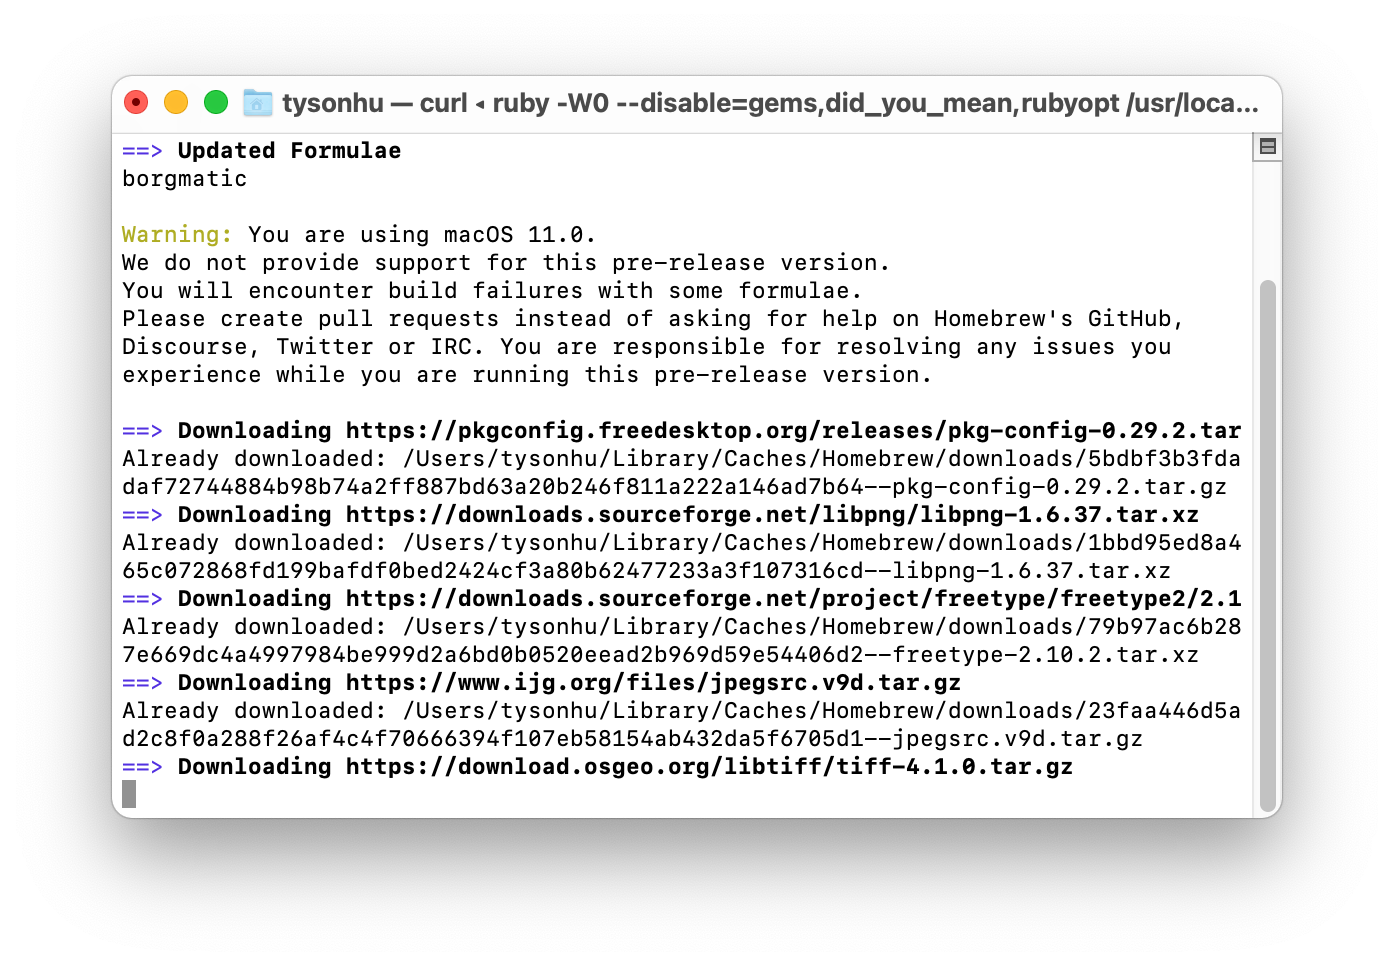 tysonhu — curl ◂ ruby -W0 --disable=gems,did_you_mean,rubyopt /usr/loca...
==> Updated Formulae
borgmatic
Warning: You are using macOS 11.0.
We do not provide support for this pre-release version.
You will encounter build failures with some formulae.
Please create pull requests instead of asking for help on Homebrew's GitHub,
Discourse, Twitter or IRC. You are responsible for resolving any issues you
experience while you are running this pre-release version.
==> Downloading https://pkgconfig.freedesktop.org/releases/pkg-config-0.29.2.tar
Already downloaded: /Users/tysonhu/Library/Caches/Homebrew/downloads/5bdbf3b3fda
daf72744884b98b74a2ff887bd63a20b246f811a222a146ad7b64--pkg-config-0.29.2.tar.gz
==> Downloading https://downloads.sourceforge.net/libpng/libpng-1.6.37.tar.xz
Already downloaded: /Users/tysonhu/Library/Caches/Homebrew/downloads/1bbd95ed8a4
65c072868fd199bafdf0bed2424cf3a80b62477233a3f107316cd--libpng-1.6.37.tar.xz
==> Downloading https://downloads.sourceforge.net/project/freetype/freetype2/2.1
Already downloaded: /Users/tysonhu/Library/Caches/Homebrew/downloads/79b97ac6b28
7e669dc4a4997984be999d2a6bd0b0520eead2b969d59e54406d2--freetype-2.10.2.tar.xz
==> Downloading https://www.ijg.org/files/jpegsrc.v9d.tar.gz
Already downloaded: /Users/tysonhu/Library/Caches/Homebrew/downloads/23faa446d5a
d2c8f0a288f26af4c4f70666394f107eb58154ab432da5f6705d1--jpegsrc.v9d.tar.gz
==> Downloading https://download.osgeo.org/libtiff/tiff-4.1.0.tar.gz